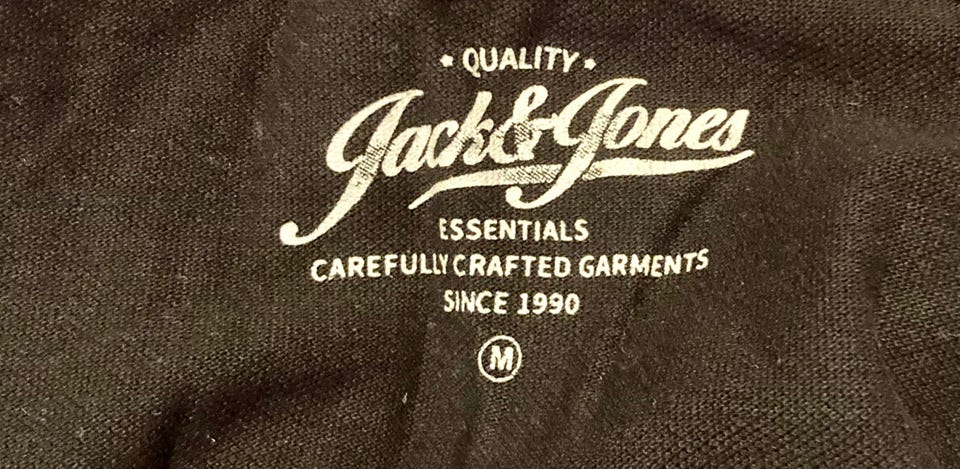 • QUALITY •
Jack & Jones
ESSENTIALS
CAREFULLY CRAFTED GARMENTS
SINCE 1990
M